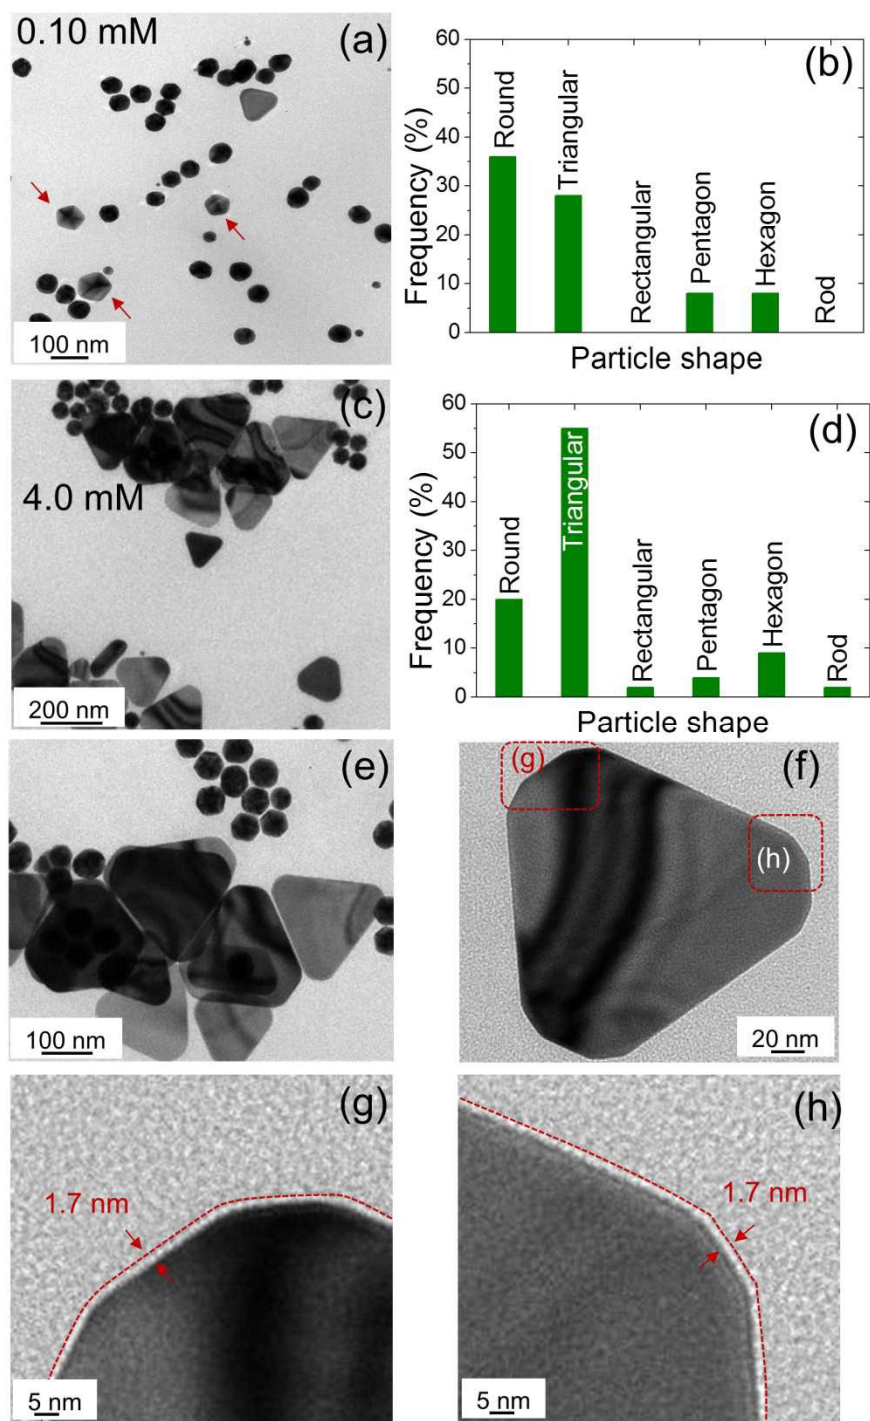 0.10 mM
(a)
100 nm
(b)
60
50
40
30
20
10
0
Frequency (%)
Round
Triangular
Rectangular
Pentagon
Hexagon
Rod
Particle shape
(c)
4.0 mM
200 nm
(d)
60
50
40
30
20
10
0
Frequency (%)
Round
Triangular
Rectangular
Pentagon
Hexagon
Rod
Particle shape
(e)
100 nm
(f)
(g)
(h)
20 nm
(g)
1.7 nm
5 nm
(h)
1.7 nm
5 nm